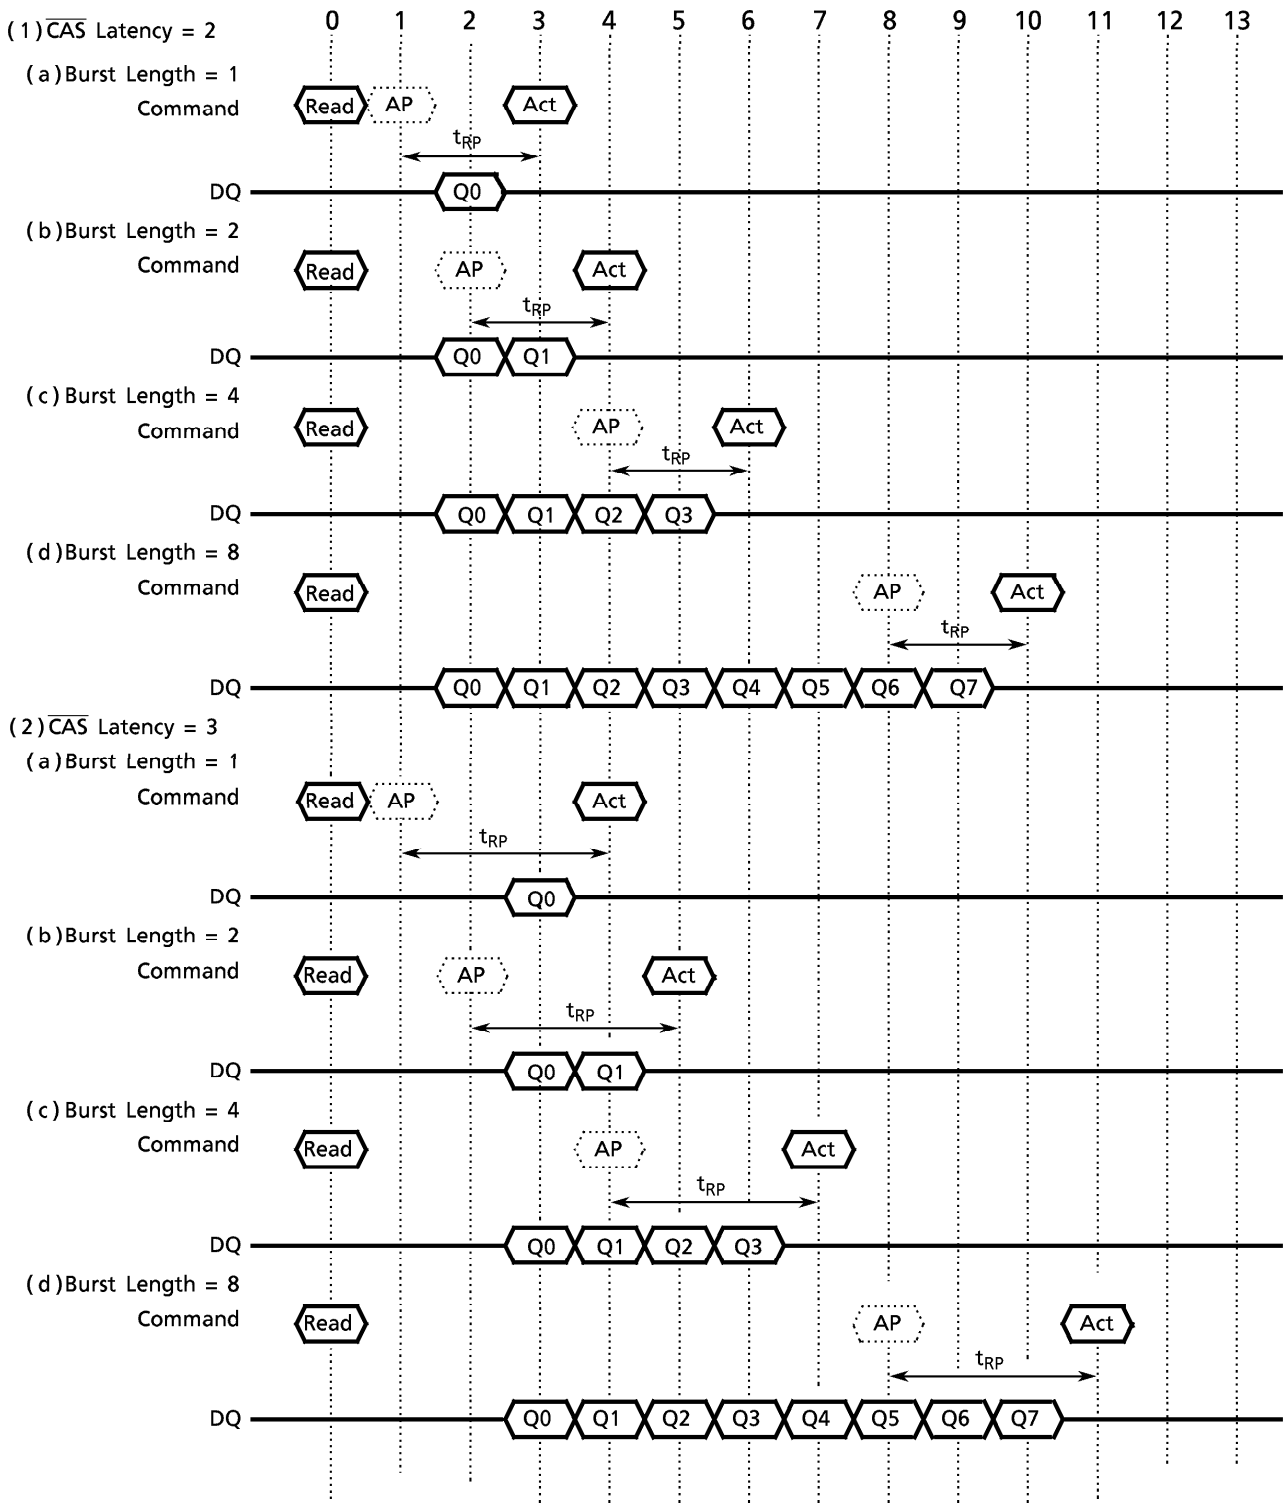 0 1 2 3 4 5 6 7 8 9 10 11 12 13
(1) CAS Latency = 2
(a) Burst Length = 1
Command Read AP Act
tRP
DQ Q0
(b) Burst Length = 2
Command Read AP Act
tRP
DQ Q0 Q1
(c) Burst Length = 4
Command Read AP Act
tRP
DQ Q0 Q1 Q2 Q3
(d) Burst Length = 8
Command Read AP Act
tRP
DQ Q0 Q1 Q2 Q3 Q4 Q5 Q6 Q7
(2) CAS Latency = 3
(a) Burst Length = 1
Command Read AP Act
tRP
DQ Q0
(b) Burst Length = 2
Command Read AP Act
tRP
DQ Q0 Q1
(c) Burst Length = 4
Command Read AP Act
tRP
DQ Q0 Q1 Q2 Q3
(d) Burst Length = 8
Command Read AP Act
tRP
DQ Q0 Q1 Q2 Q3 Q4 Q5 Q6 Q7